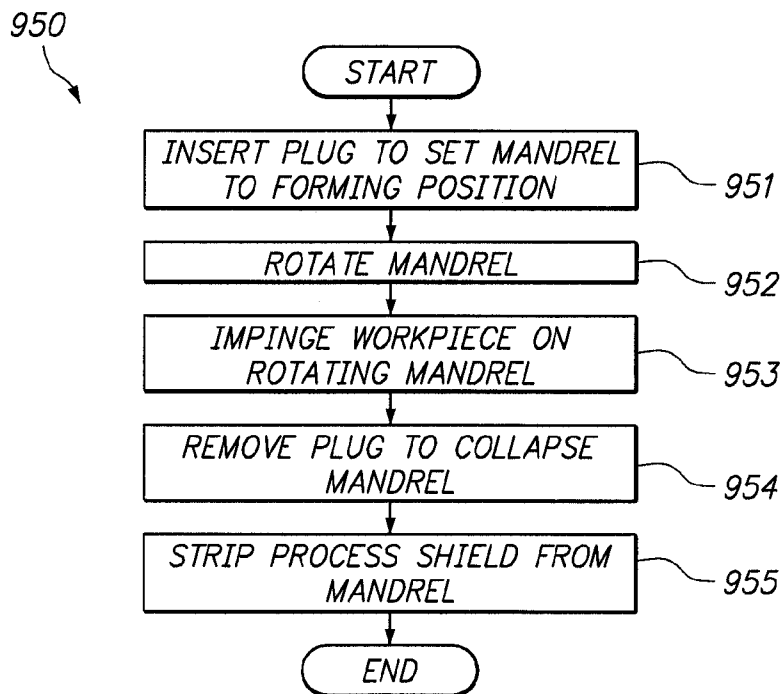 950
START
INSERT PLUG TO SET MANDREL
TO FORMING POSITION
951
ROTATE MANDREL
952
IMPINGE WORKPIECE ON
ROTATING MANDREL
953
REMOVE PLUG TO COLLAPSE
MANDREL
954
STRIP PROCESS SHIELD FROM
MANDREL
955
END